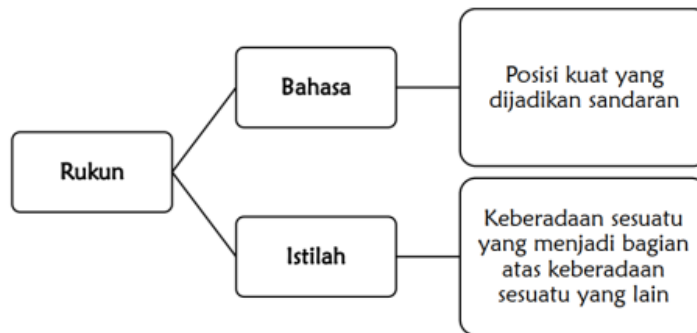 Rukun
Bahasa
Posisi kuat yang
dijadikan sandaran
Istilah
Keberadaan sesuatu
yang menjadi bagian
atas keberadaan
sesuatu yang lain